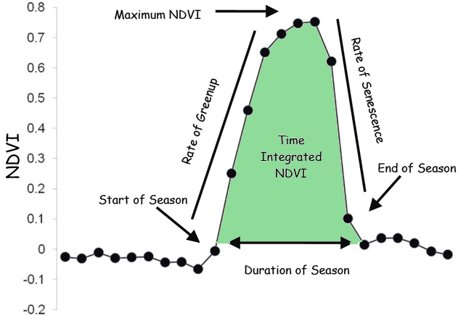 0.8
Maximum NDVI
0.7
0.6
0.5
0.4
0.3
0.2
0.1
0
-0.1
-0.2
NDVI
Rate of Greenup
Rate of Senescence
Time
Integrated
NDVI
Start of Season
End of Season
Duration of Season